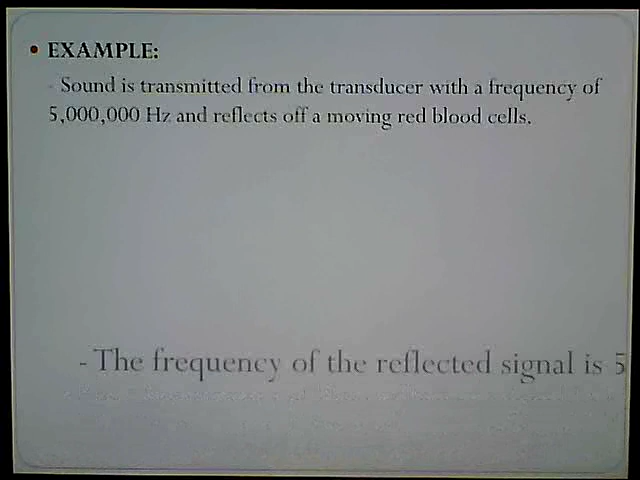 • EXAMPLE:
- Sound is transmitted from the transducer with a frequency of
5,000,000 Hz and reflects off a moving red blood cells.
- The frequency of the reflected signal is 5